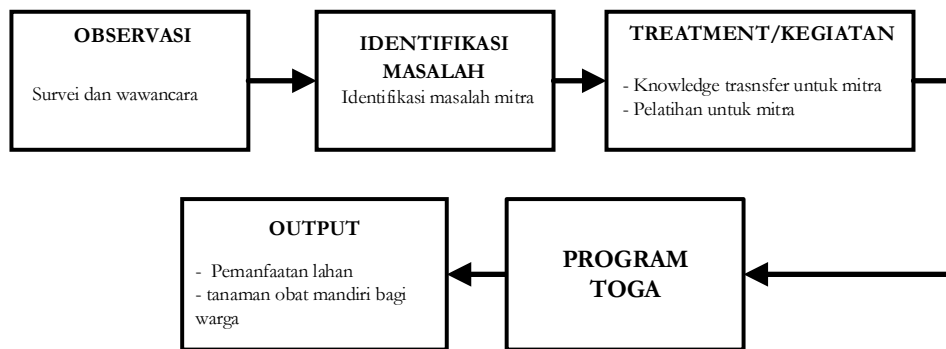 OBSERVASI
Survei dan wawancara
IDENTIFIKASI
MASALAH
Identifikasi masalah mitra
TREATMENT/KEGIATAN
- Knowledge trasnsfer untuk mitra
- Pelatihan untuk mitra
PROGRAM
TOGA
OUTPUT
- Pemanfaatan lahan
- tanaman obat mandiri bagi
warga